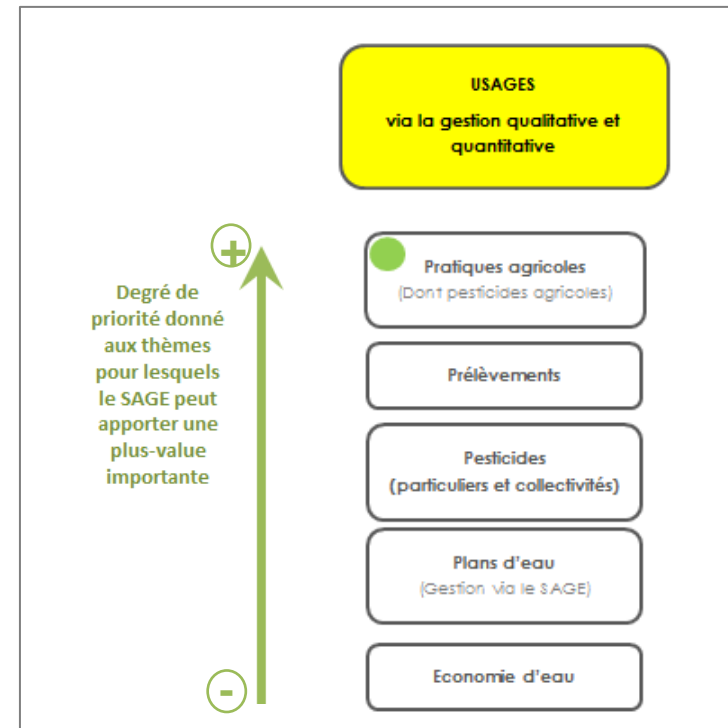 USAGES
via la gestion qualitative et
quantitative
+
Degré de
priorité donné
aux thèmes
pour lesquels
le SAGE peut
apporter une
plus-value
importante
-
Pratiques agricoles
(Dont pesticides agricoles)
Prélèvements
Pesticides
(particuliers et collectivités)
Plans d'eau
(Gestion via le SAGE)
Economie d'eau